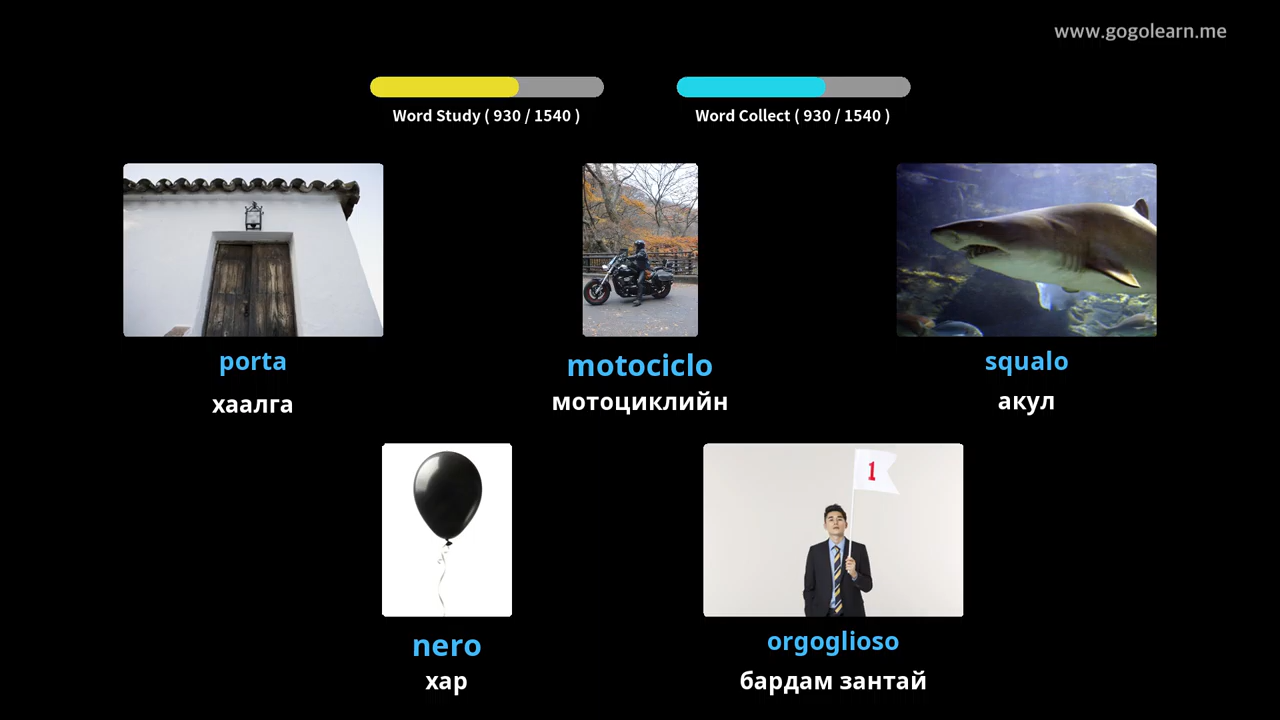 www.gogolearn.me
Word Study ( 930 / 1540 )
Word Collect ( 930 / 1540 )
porta
хаалга
motociclo
мотоциклийн
squalo
акул
1
nero
хар
orgoglioso
бардам зантай